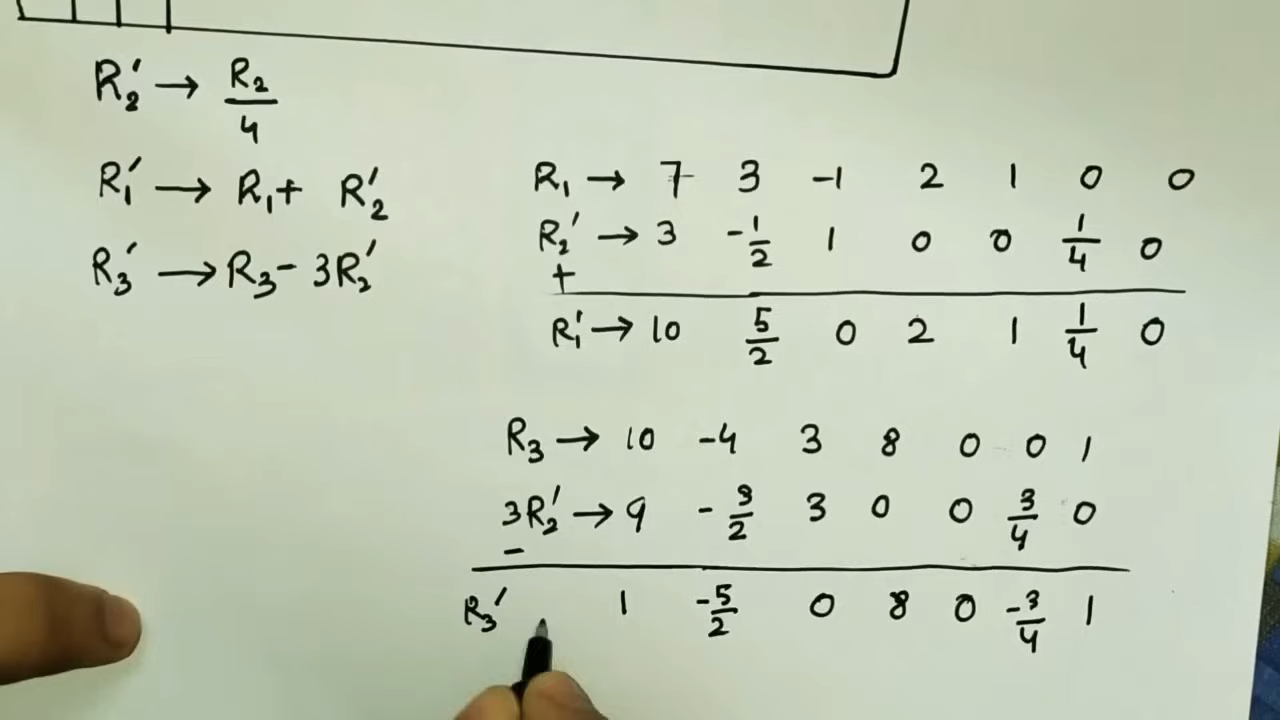 R₂′ → R₂/4
R₁′ → R₁ + R₂′
R₃′ → R₃ - 3R₂′
R₁ → 7 3 -1 2 1 0 0
R₂′ → 3 -1/2 1 0 0 1/4 0
+
R₁′ → 10 5/2 0 2 1 1/4 0
R₃ → 10 -4 3 8 0 0 1
3R₂′ → 9 -3/2 3 0 0 3/4 0
-
R₃′ 1 -5/2 0 8 0 -3/4 1